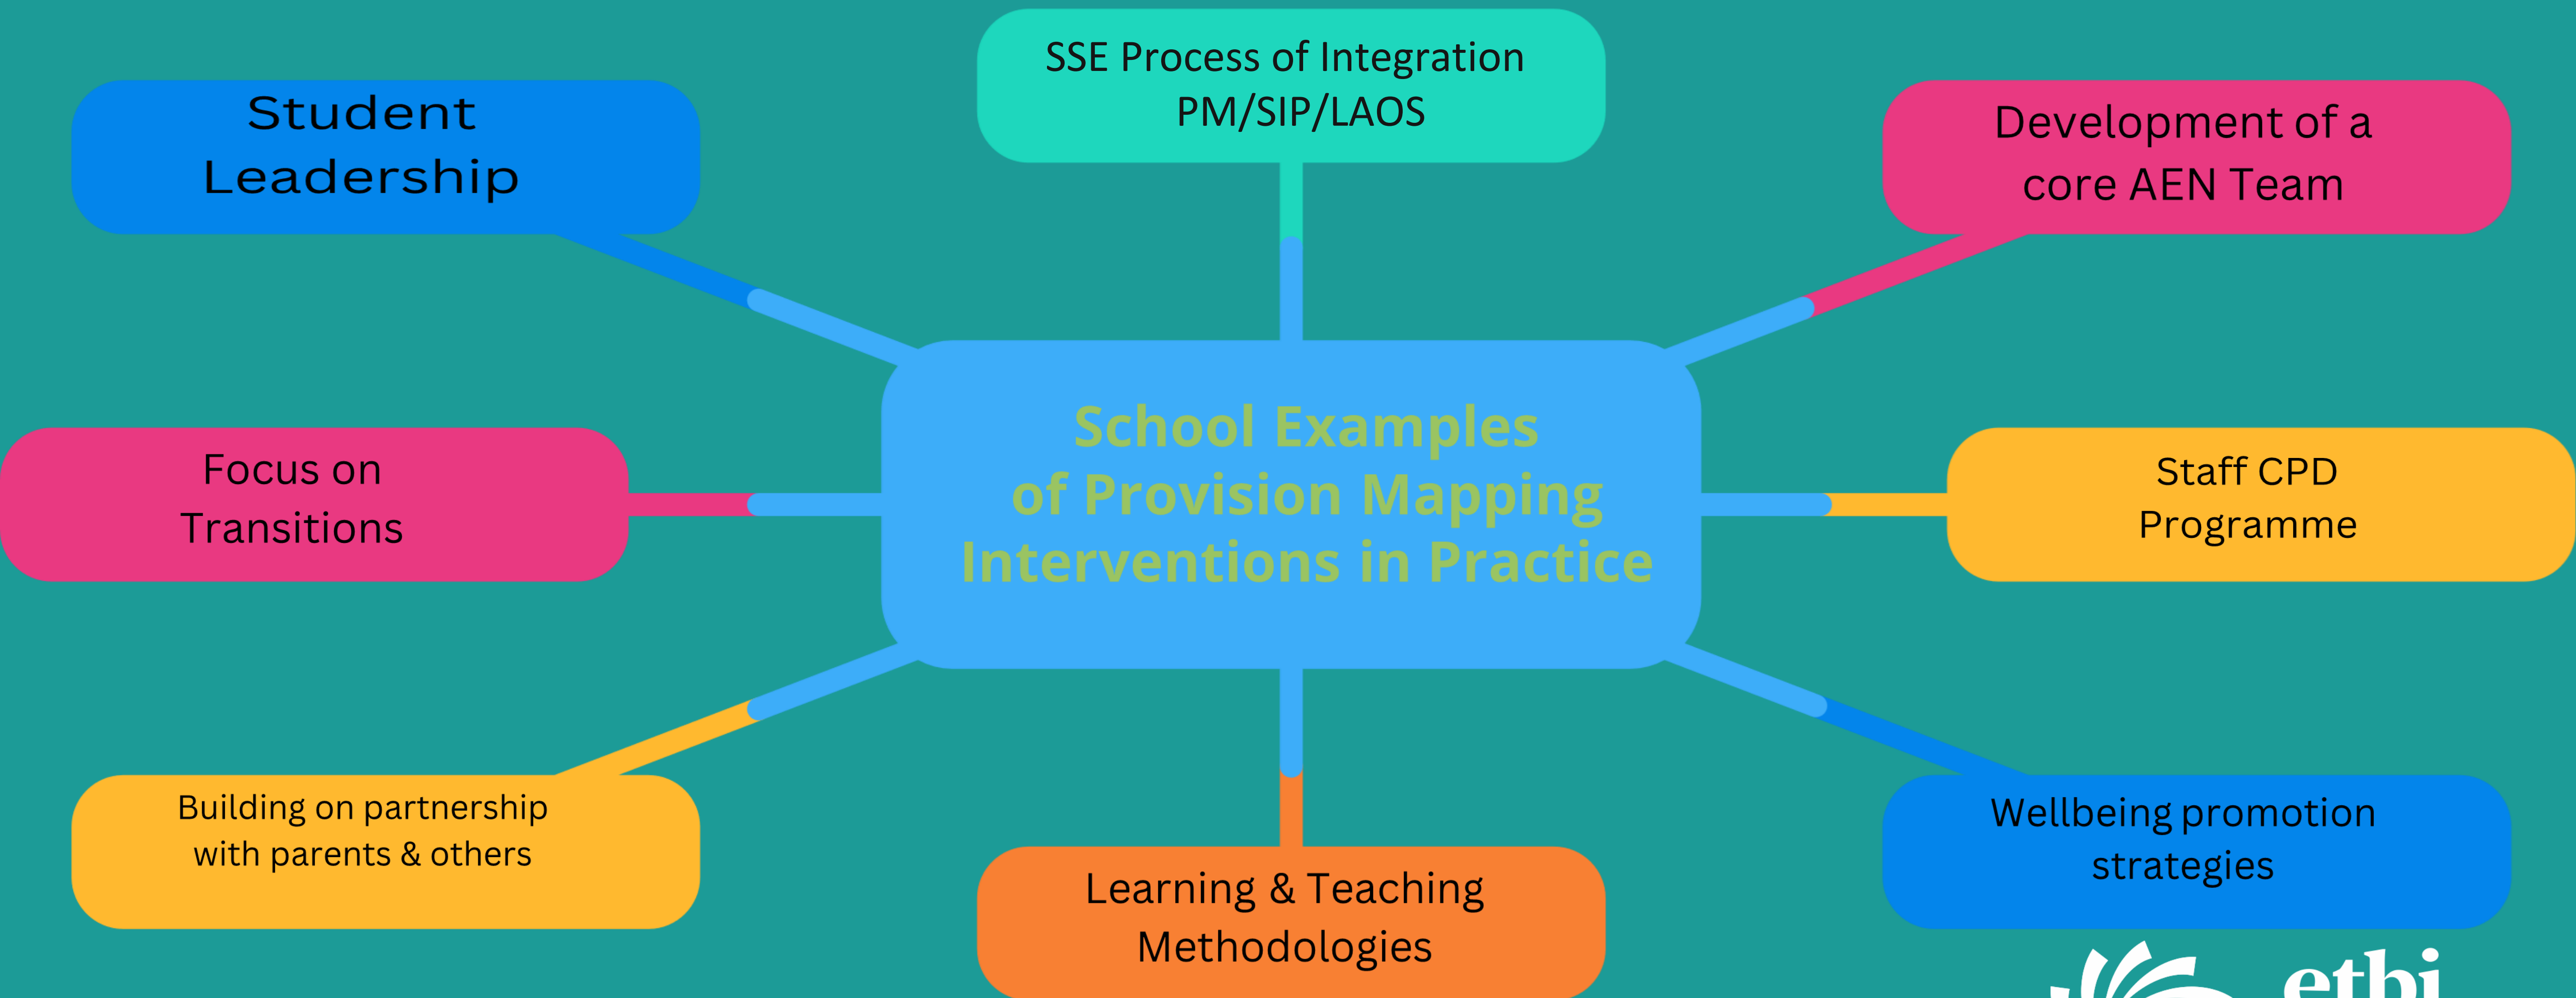 SSE Process of Integration
PM/SIP/LAOS
Student
Leadership
Development of a
core AEN Team
School Examples
of Provision Mapping
Interventions in Practice
Focus on
Transitions
Staff CPD
Programme
Building on partnership
with parents & others
Wellbeing promotion
strategies
Learning & Teaching
Methodologies
etbi